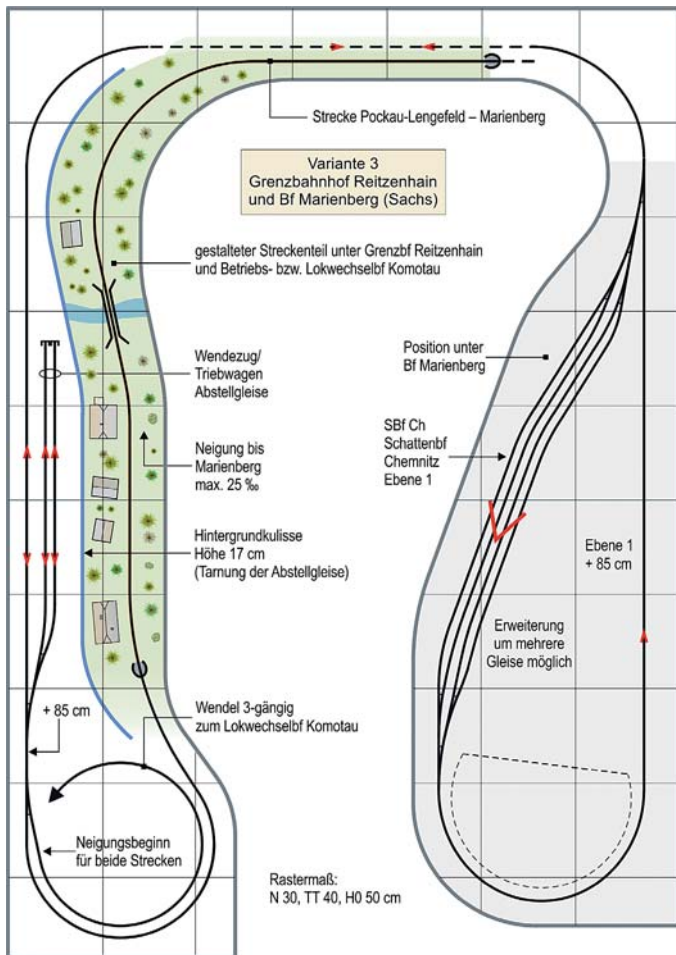 Strecke Pockau-Lengefeld – Marienberg
Variante 3
Grenzbahnhof Reitzenhain
und Bf Marienberg (Sachs)
gestalteter Streckenteil unter Grenzbf Reitzenhain
und Betriebs- bzw. Lokwechselbf Komotau
Wendezug/
Triebwagen
Abstellgleise
Position unter
Bf Marienberg
SBf Ch
Schattenbf
Chemnitz
Ebene 1
Neigung bis
Marienberg
max. 25 ‰
Hintergrundkulisse
Höhe 17 cm
(Tarnung der Abstellgleise)
Ebene 1
+ 85 cm
Erweiterung
um mehrere
Gleise möglich
+ 85 cm
Wendel 3-gängig
zum Lokwechselbf Komotau
Neigungsbeginn
für beide Strecken
Rastermaß:
N 30, TT 40, H0 50 cm